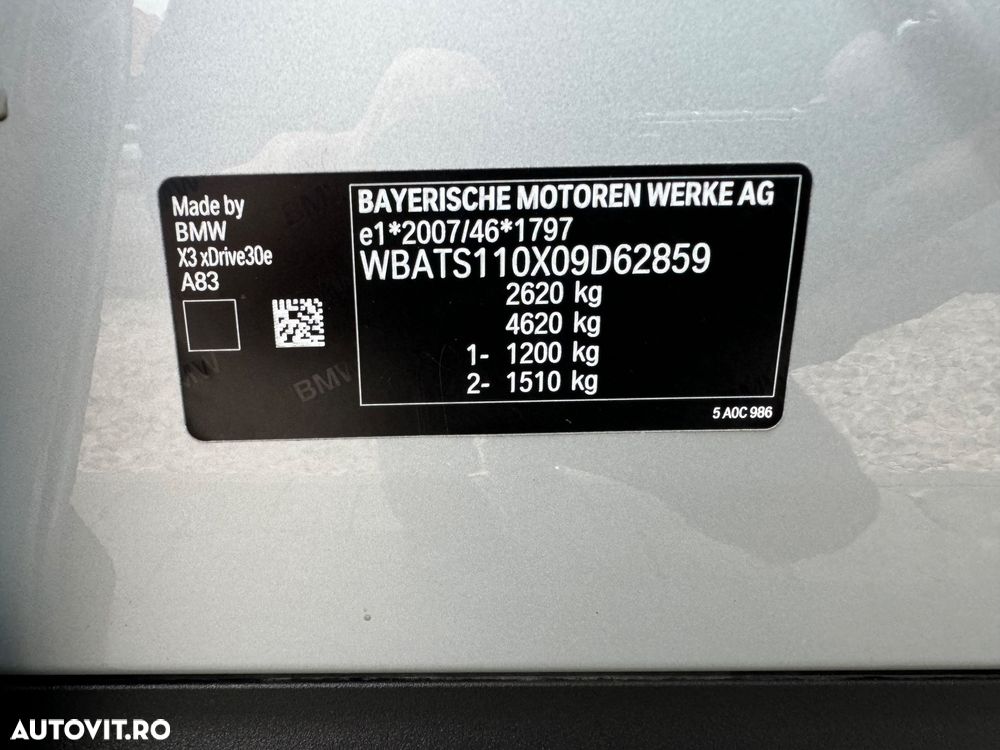 Made by
BMW
X3 xDrive30e
A83
BAYERISCHE MOTOREN WERKE AG
e1*2007/46*1797
WBATS110X09D62859
2620 kg
4620 kg
1- 1200 kg
2- 1510 kg
5 A0C 986
BMW
AUTOVIT.RO